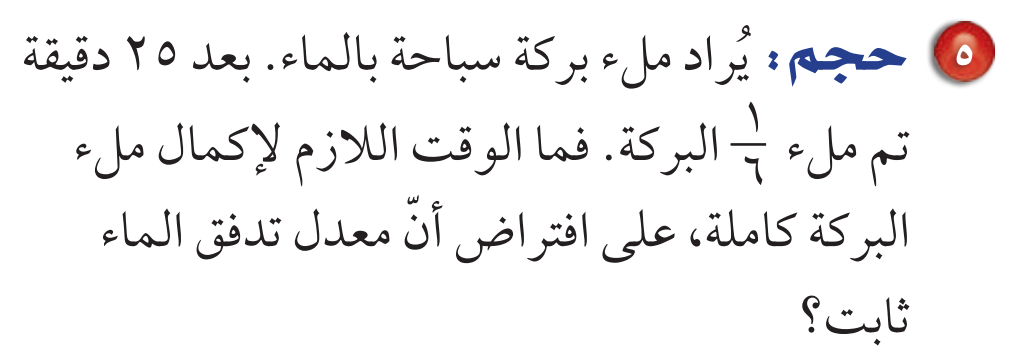 ٥ حجم: يُراد ملء بركة سباحة بالماء. بعد ٢٥ دقيقة
تم ملء ١/٦ البركة. فما الوقت اللازم لإكمال ملء
البركة كاملة، على افتراض أنّ معدل تدفق الماء
ثابت؟